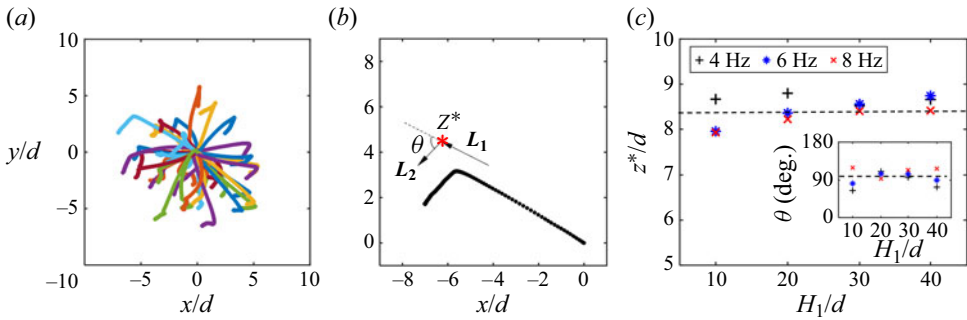 (a)
10
5
0
−5
−10
y/d
−10 −5 0 5 10
x/d
(b)
8
6
4
2
0
Z*
θ
L1
L2
−8 −6 −4 −2 0
x/d
(c)
10
9
8
7
6
5
z*/d
+ 4 Hz * 6 Hz × 8 Hz
10 20 30 40
H1/d
180
90
0
θ (deg.)
10 20 30 40
H1/d